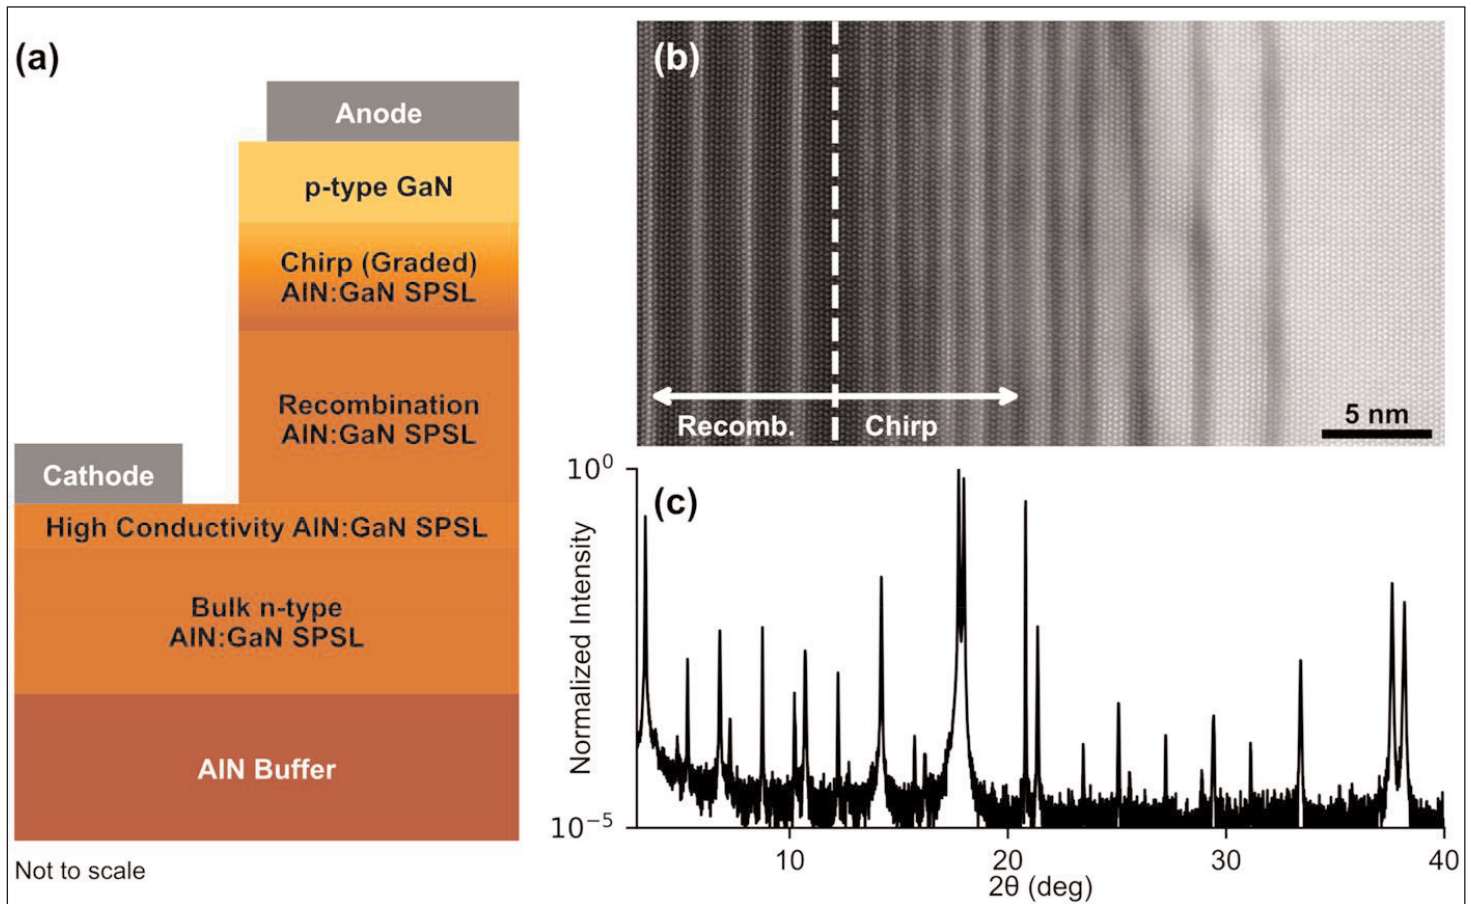 (a)
Anode
p-type GaN
Chirp (Graded)
AlN:GaN SPSL
Recombination
AlN:GaN SPSL
Cathode
High Conductivity AlN:GaN SPSL
Bulk n-type
AlN:GaN SPSL
AlN Buffer
Not to scale
(b)
Recomb.
Chirp
5 nm
(c)
Normalized Intensity
10⁰
10⁻⁵
10
20
30
40
2θ (deg)